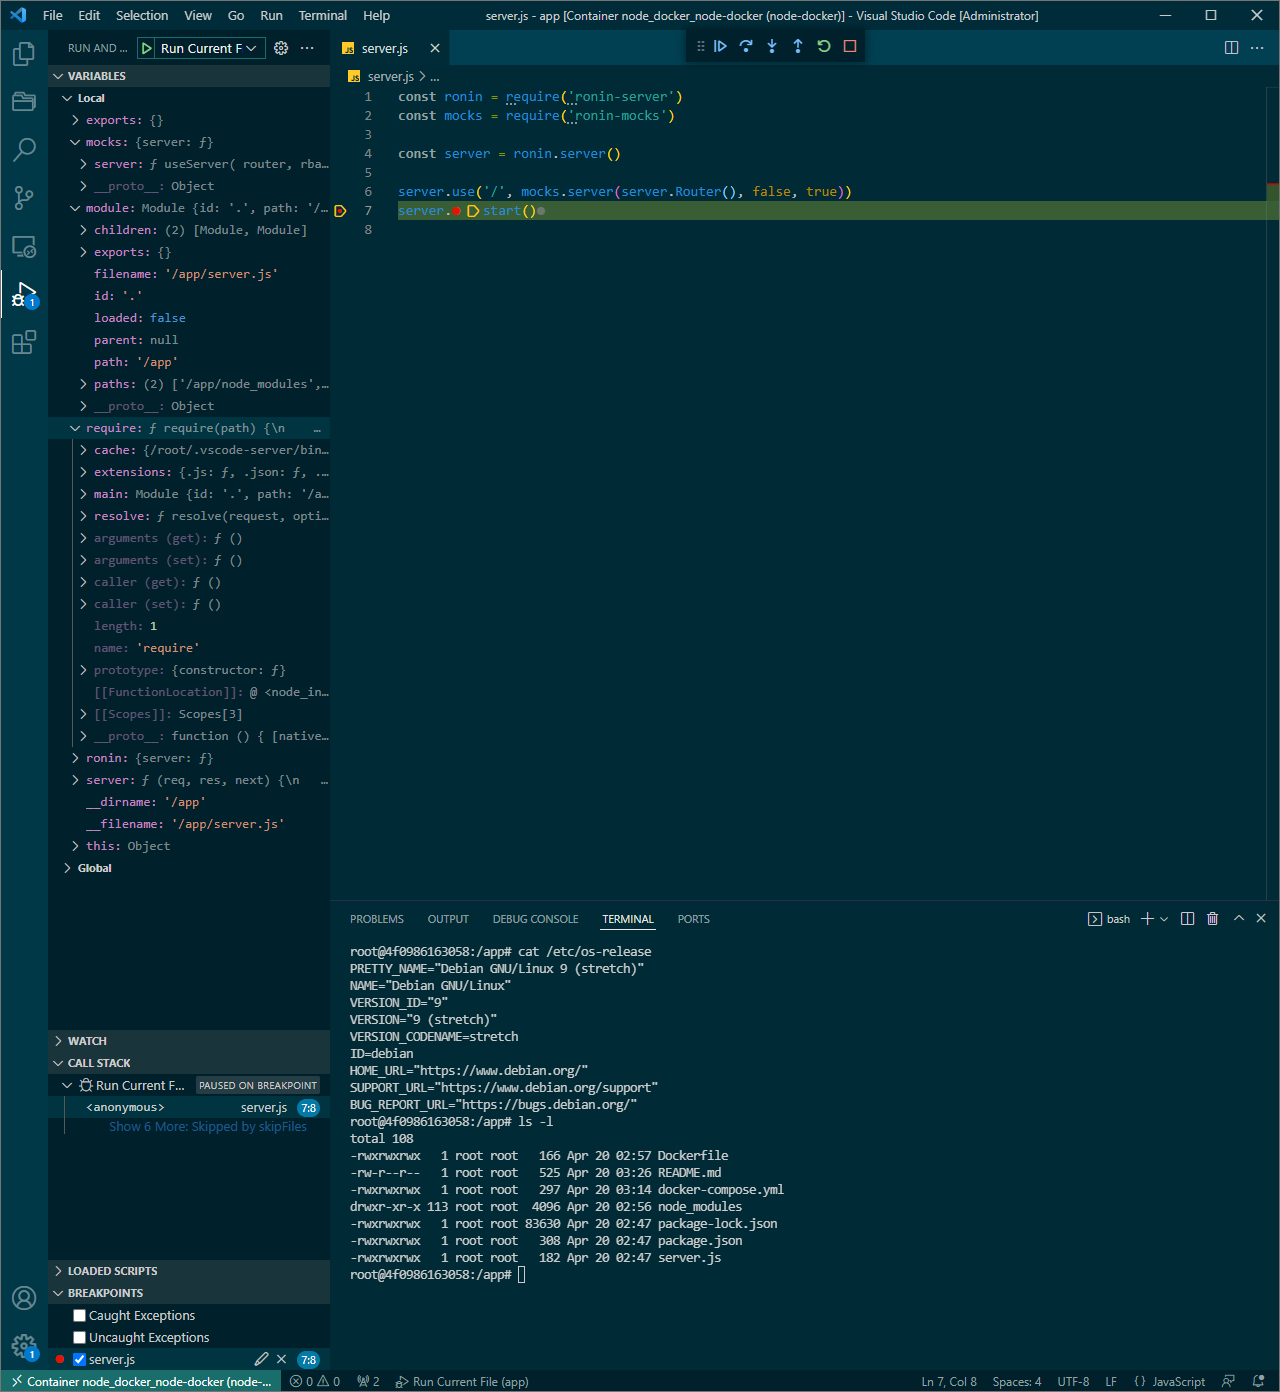 File Edit Selection View Go Run Terminal Help
server.js - app [Container node_docker_node-docker (node-docker)] - Visual Studio Code [Administrator]
RUN AND ...
Run Current F
server.js
VARIABLES
server.js > ...
Local
exports: {}
mocks: {server: ƒ}
server: ƒ useServer( router, rba...
__proto__: Object
module: Module {id: '.', path: '/...
children: (2) [Module, Module]
exports: {}
filename: '/app/server.js'
id: '.'
loaded: false
parent: null
path: '/app'
paths: (2) ['/app/node_modules',...
__proto__: Object
require: ƒ require(path) {\n ...
cache: {/root/.vscode-server/bin...
extensions: {.js: ƒ, .json: ƒ, ...
main: Module {id: '.', path: '/a...
resolve: ƒ resolve(request, opti...
arguments (get): ƒ ()
arguments (set): ƒ ()
caller (get): ƒ ()
caller (set): ƒ ()
length: 1
name: 'require'
prototype: {constructor: ƒ}
[[FunctionLocation]]: @ <node_in...
[[Scopes]]: Scopes[3]
__proto__: function () { [native...
ronin: {server: ƒ}
server: ƒ (req, res, next) {\n ...
__dirname: '/app'
__filename: '/app/server.js'
this: Object
Global
1 const ronin = require('ronin-server')
2 const mocks = require('ronin-mocks')
3
4 const server = ronin.server()
5
6 server.use('/', mocks.server(server.Router(), false, true))
7 server.start()
8
WATCH
CALL STACK
Run Current F... PAUSED ON BREAKPOINT
<anonymous> server.js 7:8
Show 6 More: Skipped by skipFiles
LOADED SCRIPTS
BREAKPOINTS
Caught Exceptions
Uncaught Exceptions
server.js 7:8
1
1
PROBLEMS OUTPUT DEBUG CONSOLE TERMINAL PORTS
bash
root@4f0986163058:/app# cat /etc/os-release
PRETTY_NAME="Debian GNU/Linux 9 (stretch)"
NAME="Debian GNU/Linux"
VERSION_ID="9"
VERSION="9 (stretch)"
VERSION_CODENAME=stretch
ID=debian
HOME_URL="https://www.debian.org/"
SUPPORT_URL="https://www.debian.org/support"
BUG_REPORT_URL="https://bugs.debian.org/"
root@4f0986163058:/app# ls -l
total 108
-rwxrwxrwx 1 root root 166 Apr 20 02:57 Dockerfile
-rw-r--r-- 1 root root 525 Apr 20 03:26 README.md
-rwxrwxrwx 1 root root 297 Apr 20 03:14 docker-compose.yml
drwxr-xr-x 113 root root 4096 Apr 20 02:56 node_modules
-rwxrwxrwx 1 root root 83630 Apr 20 02:47 package-lock.json
-rwxrwxrwx 1 root root 308 Apr 20 02:47 package.json
-rwxrwxrwx 1 root root 182 Apr 20 02:47 server.js
root@4f0986163058:/app#
Container node_docker_node-docker (node-... 0 0 2 Run Current File (app)
Ln 7, Col 8 Spaces: 4 UTF-8 LF {} JavaScript